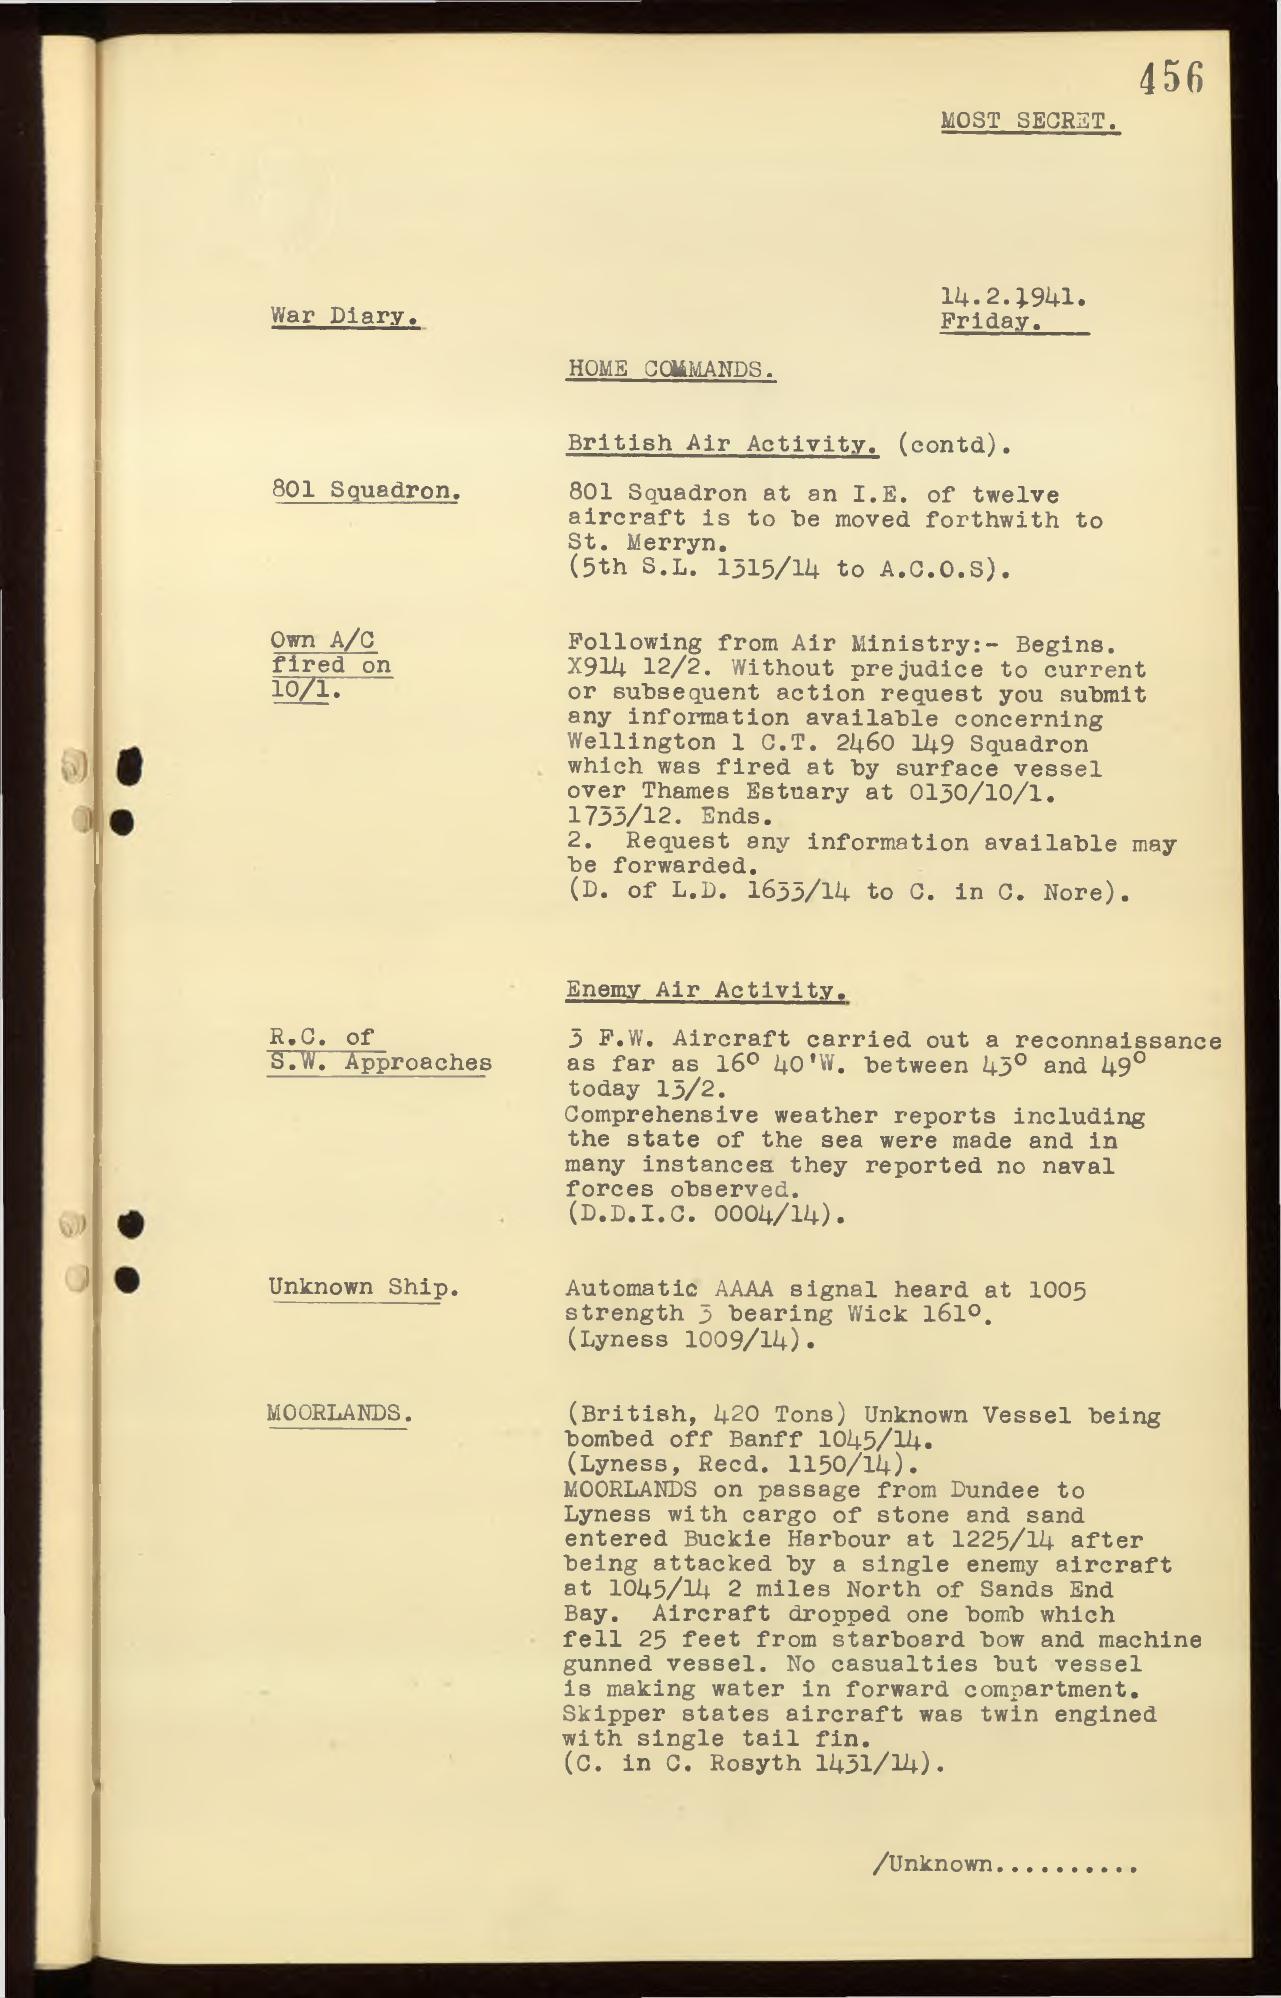 456
MOST SECRET.
14.2.1941.
War Diary.
Friday.
HOME COMMANDS.
British Air Activity. (contd).
801 Squadron.
801 Squadron at an I.E. of twelve
aircraft is to be moved forthwith to
St. Merryn.
(5th S.L. 1315/14 to A.C.O.S).
Own A/C
fired on
10/1.
Following from Air Ministry:- Begins.
X914 12/2. Without prejudice to current
or subsequent action request you submit
any information available concerning
Wellington 1 C.T. 2460 149 Squadron
which was fired at by surface vessel
over Thames Estuary at 0130/10/1.
1733/12. Ends.
2. Request any information available may
be forwarded.
(D. of L.D. 1633/14 to C. in C. Nore).
Enemy Air Activity.
R.C. of
S.W. Approaches
3 F.W. Aircraft carried out a reconnaissance
as far as 16° 40'W. between 43° and 49°
today 13/2.
Comprehensive weather reports including
the state of the sea were made and in
many instances they reported no naval
forces observed.
(D.D.I.C. 0004/14).
Unknown Ship.
Automatic AAAA signal heard at 1005
strength 3 bearing Wick 161°.
(Lyness 1009/14).
MOORLANDS.
(British, 420 Tons) Unknown Vessel being
bombed off Banff 1045/14.
(Lyness, Recd. 1150/14).
MOORLANDS on passage from Dundee to
Lyness with cargo of stone and sand
entered Buckie Harbour at 1225/14 after
being attacked by a single enemy aircraft
at 1045/14 2 miles North of Sands End
Bay. Aircraft dropped one bomb which
fell 25 feet from starboard bow and machine
gunned vessel. No casualties but vessel
is making water in forward compartment.
Skipper states aircraft was twin engined
with single tail fin.
(C. in C. Rosyth 1431/14).
/Unknown..........